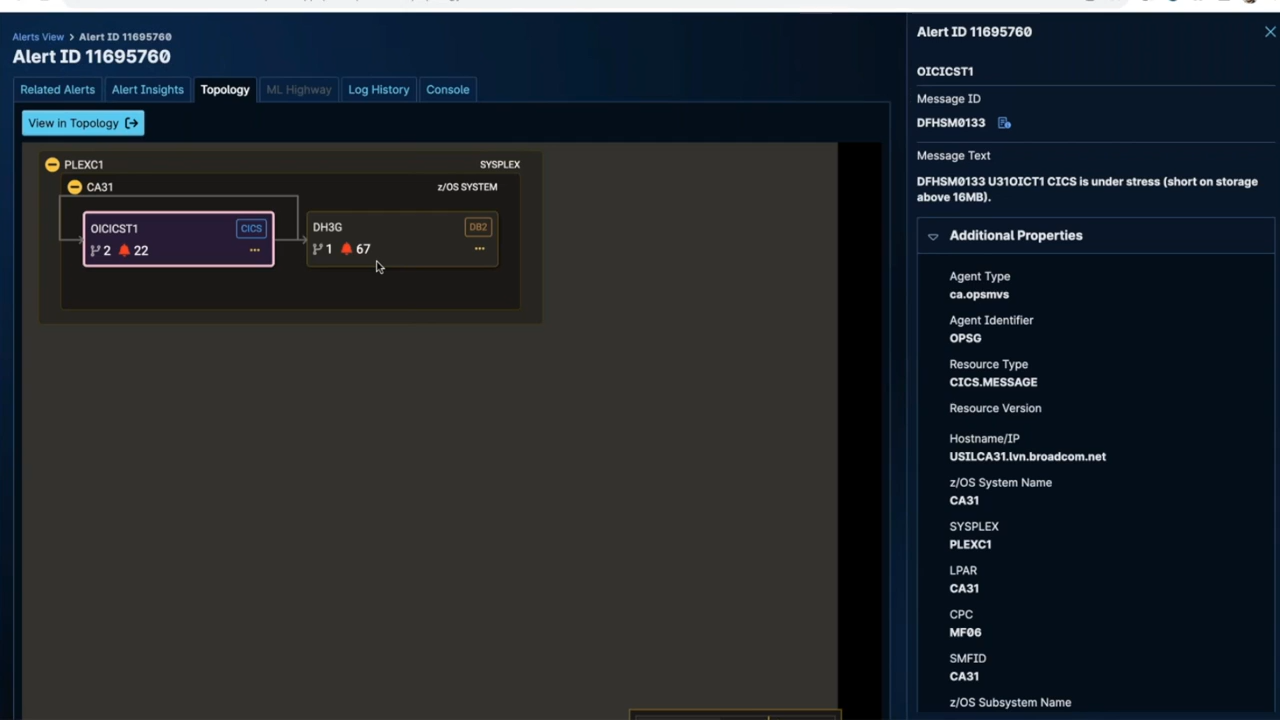 Alerts View > Alert ID 11695760
Alert ID 11695760
Related Alerts
Alert Insights
Topology
ML Highway
Log History
Console
View in Topology
PLEXC1
SYSPLEX
CA31
z/OS SYSTEM
OICICST1
CICS
2
22
DH3G
DB2
1
67
Alert ID 11695760
OICICST1
Message ID
DFHSM0133
Message Text
DFHSM0133 U31OICT1 CICS is under stress (short on storage
above 16MB).
Additional Properties
Agent Type
ca.opsmvs
Agent Identifier
OPSG
Resource Type
CICS.MESSAGE
Resource Version
Hostname/IP
USILCA31.lvn.broadcom.net
z/OS System Name
CA31
SYSPLEX
PLEXC1
LPAR
CA31
CPC
MF06
SMFID
CA31
z/OS Subsystem Name